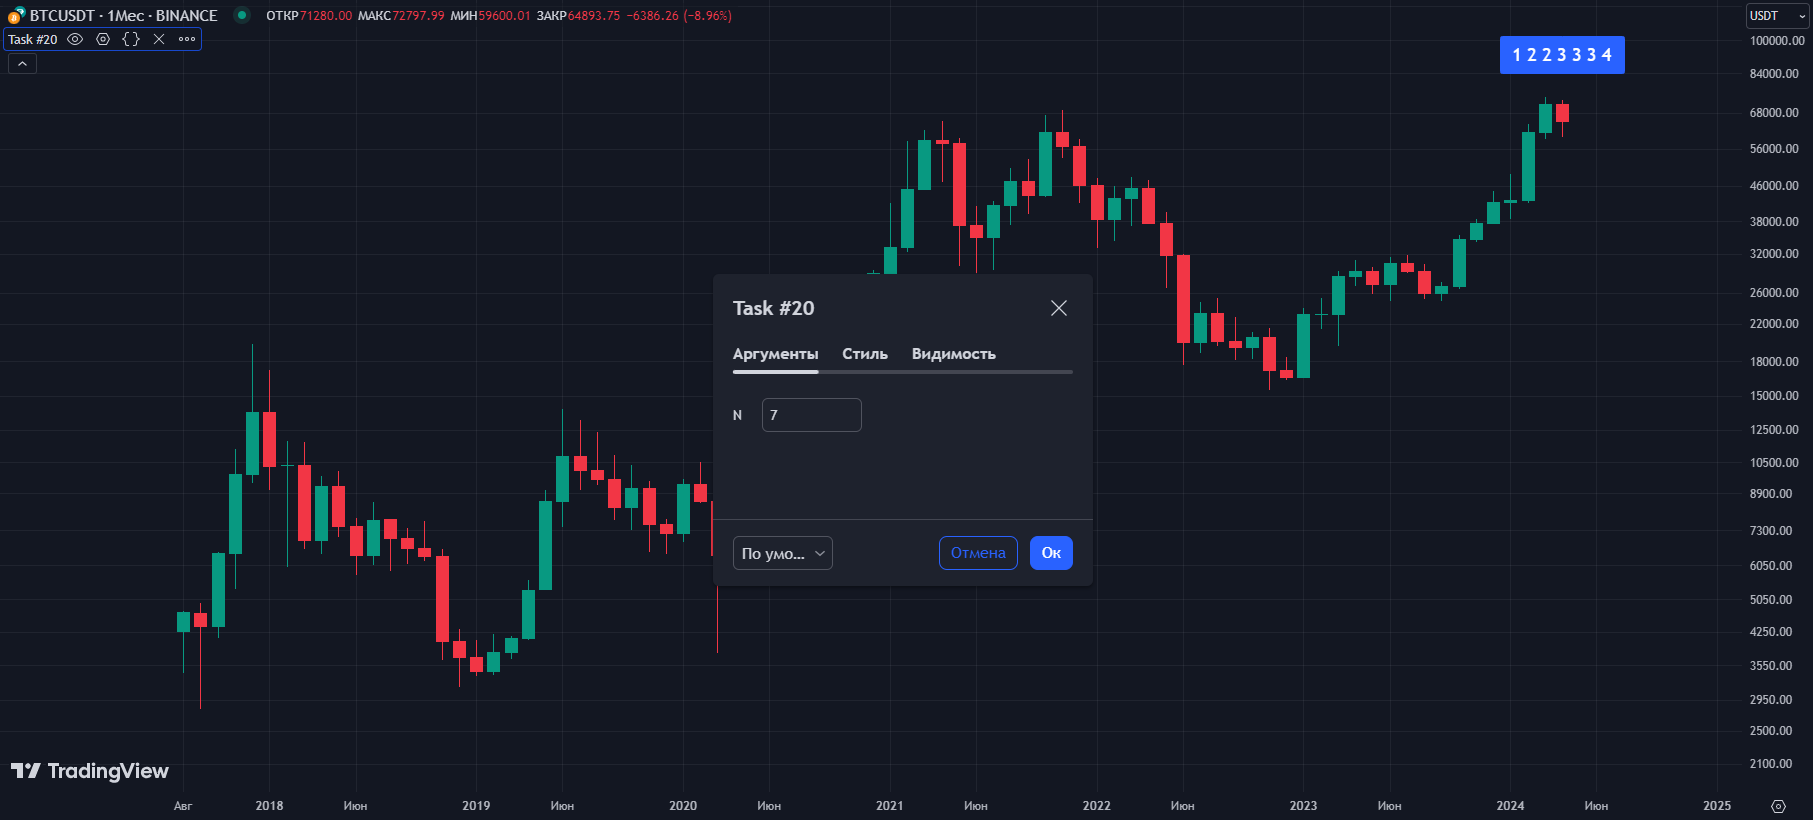 BTCUSDT · 1Мес · BINANCE ОТКР71280.00 МАКС72797.99 МИН59600.01 ЗАКР64893.75 −6386.26 (−8.96%)
USDT
Task #20
1 2 2 3 3 3 4
100000.00
84000.00
68000.00
56000.00
46000.00
38000.00
32000.00
26000.00
22000.00
18000.00
15000.00
12500.00
10500.00
8900.00
7300.00
6050.00
5050.00
4250.00
3550.00
2950.00
2500.00
2100.00
Task #20
Аргументы Стиль Видимость
N 7
По умо... Отмена Ок
TradingView
Авг 2018 Июн 2019 Июн 2020 Июн 2021 Июн 2022 Июн 2023 Июн 2024 Июн 2025